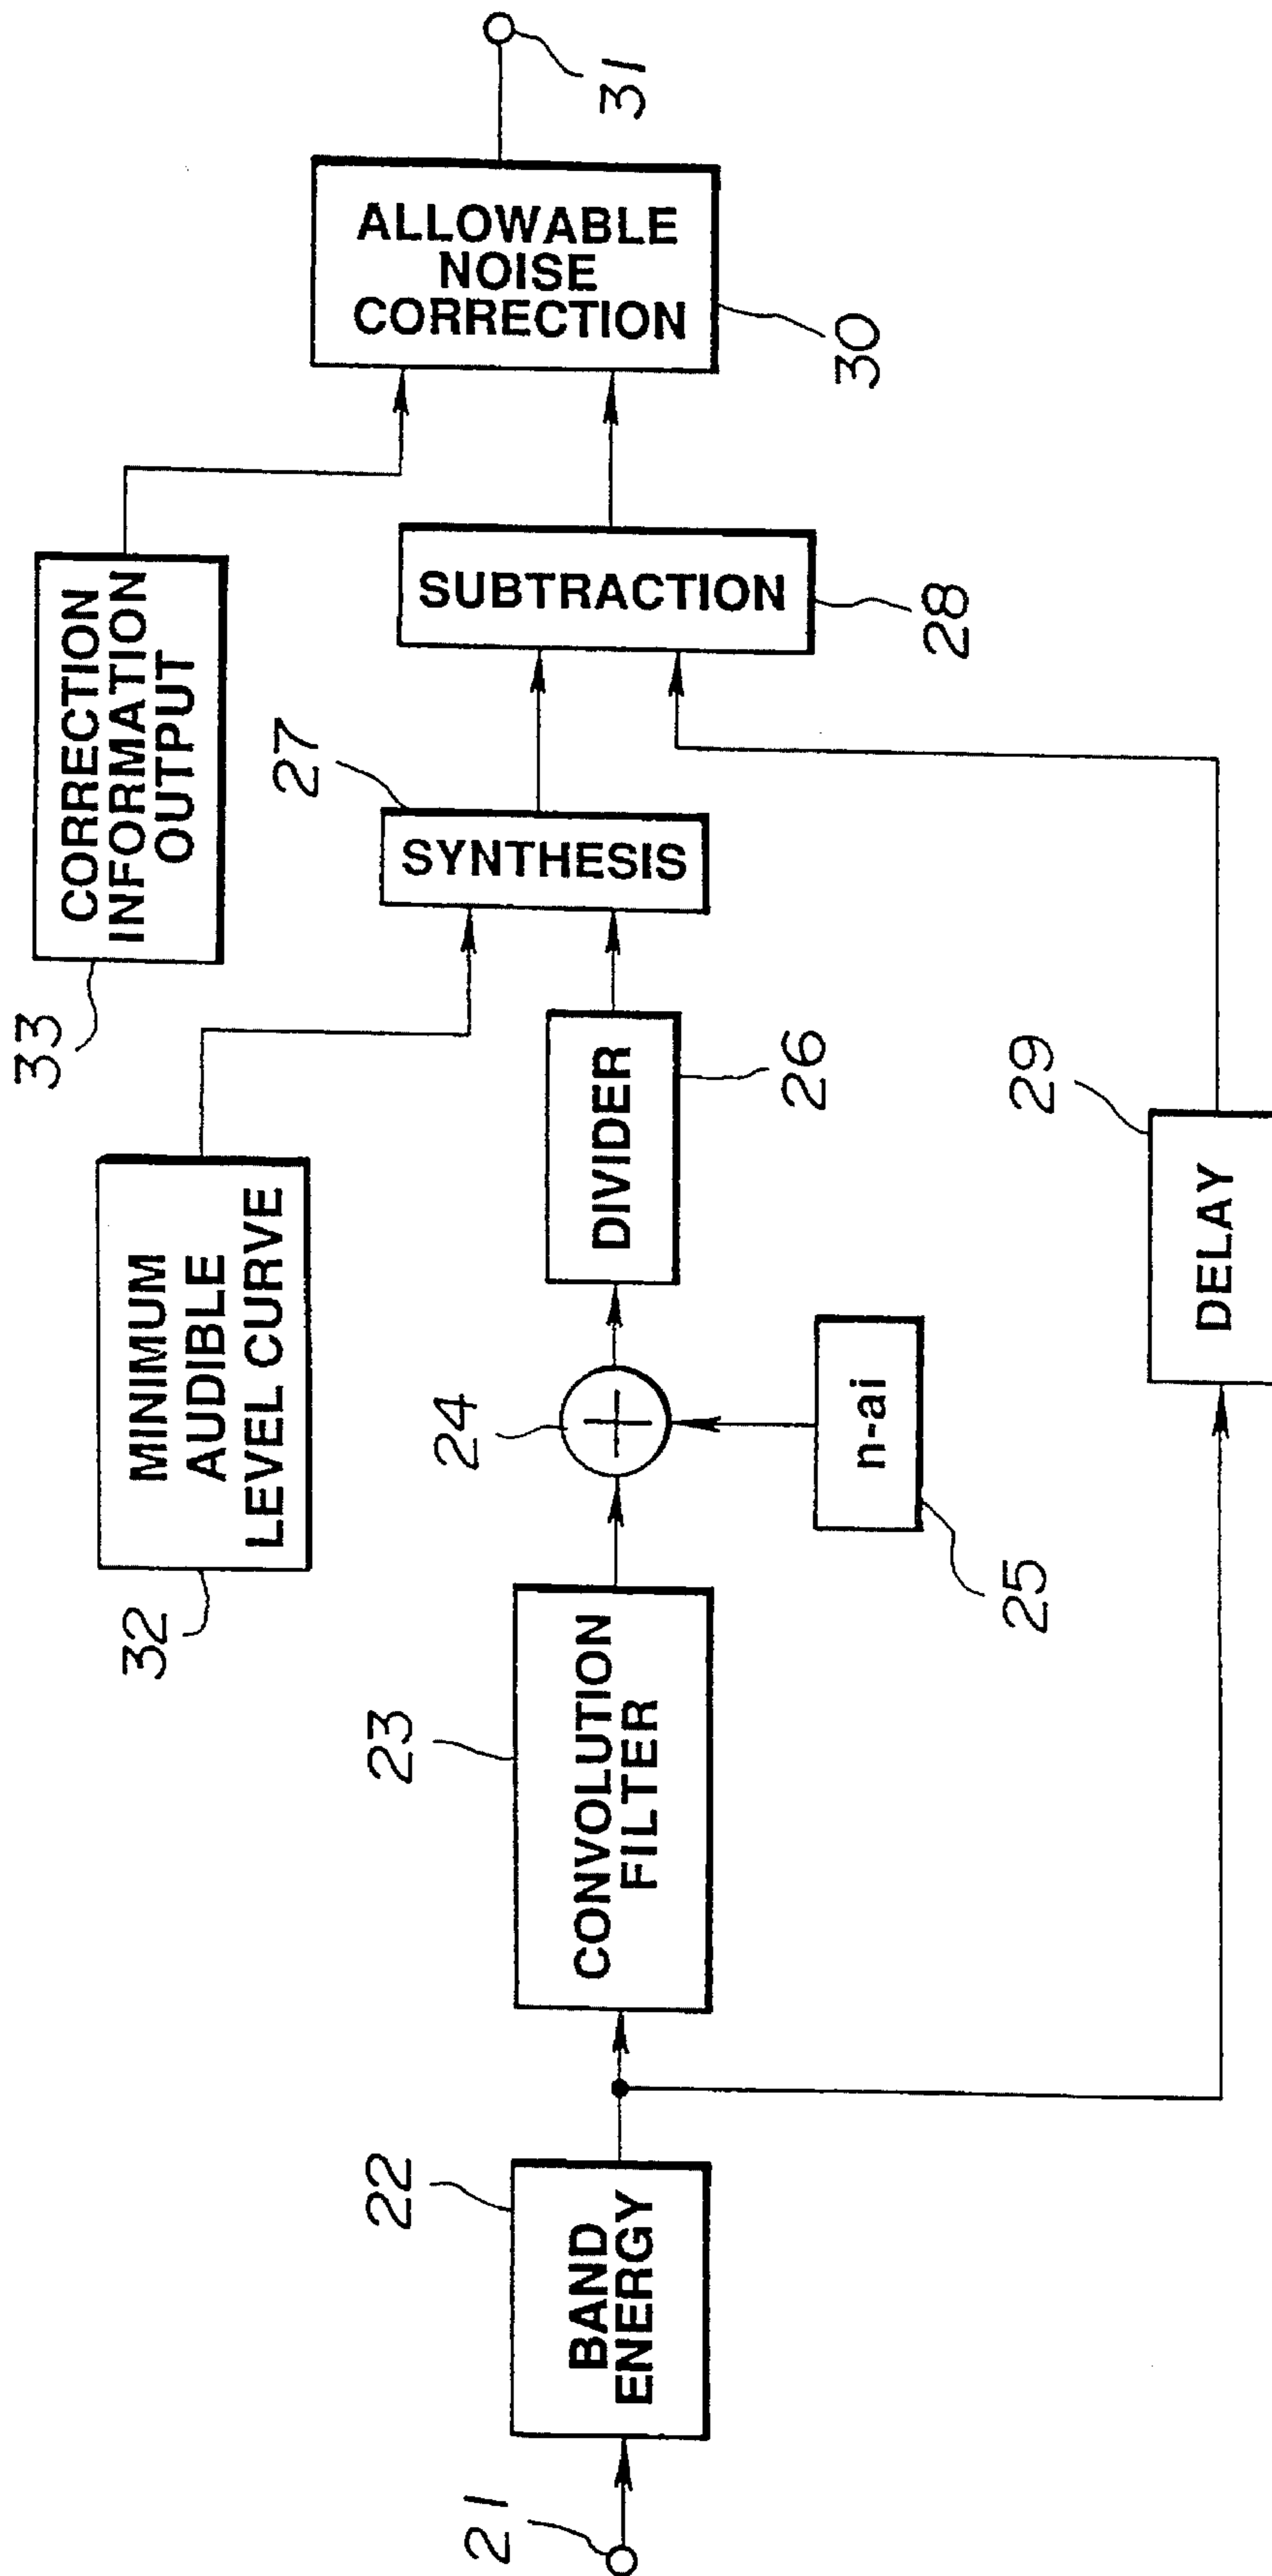 21
BAND
ENERGY
22
CONVOLUTION
FILTER
23
24
n-ai
25
DIVIDER
26
MINIMUM
AUDIBLE
LEVEL CURVE
32
SYNTHESIS
27
DELAY
29
SUBTRACTION
28
CORRECTION
INFORMATION
OUTPUT
33
ALLOWABLE
NOISE
CORRECTION
30
31